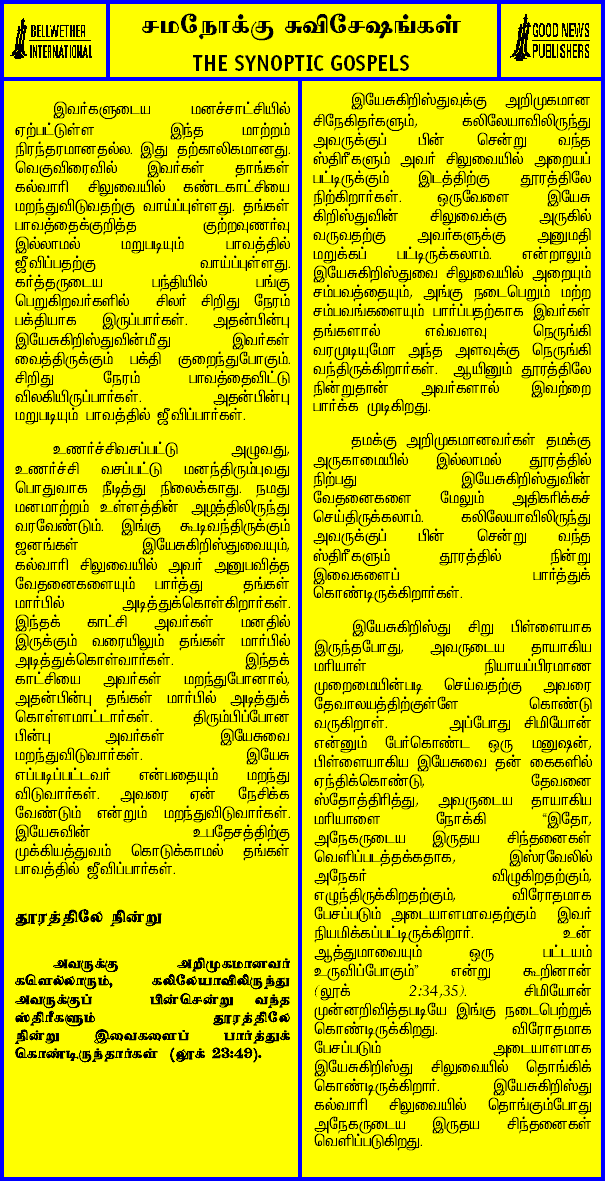 BELLWETHER
INTERNATIONAL
சமநோக்கு சுவிசேஷங்கள்
THE SYNOPTIC GOSPELS
GOOD NEWS
PUBLISHERS
இவர்களுடைய மனச்சாட்சியில்
ஏற்பட்டுள்ள இந்த மாற்றம்
நிரந்தரமானதல்ல. இது தற்காலிகமானது.
வெகுவிரைவில் இவர்கள் தாங்கள்
கல்வாரி சிலுவையில் கண்டகாட்சியை
மறந்துவிடுவதற்கு வாய்ப்புள்ளது. தங்கள்
பாவத்தைக்குறித்த குற்றவுணர்வு
இல்லாமல் மறுபடியும் பாவத்தில்
ஜீவிப்பதற்கு வாய்ப்புள்ளது.
கர்த்தருடைய பந்தியில் பங்கு
பெறுகிறவர்களில் சிலர் சிறிது நேரம்
பக்தியாக இருப்பார்கள். அதன்பின்பு
இயேசுகிறிஸ்துவின்மீது இவர்கள்
வைத்திருக்கும் பக்தி குறைந்துபோகும்.
சிறிது நேரம் பாவத்தைவிட்டு
விலகியிருப்பார்கள். அதன்பின்பு
மறுபடியும் பாவத்தில் ஜீவிப்பார்கள்.
உணர்ச்சிவசப்பட்டு அழுவது,
உணர்ச்சி வசப்பட்டு மனந்திரும்புவது
பொதுவாக நீடித்து நிலைக்காது. நமது
மனமாற்றம் உள்ளத்தின் அழத்திலிருந்து
வரவேண்டும். இங்கு கூடிவந்திருக்கும்
ஜனங்கள் இயேசுகிறிஸ்துவையும்,
கல்வாரி சிலுவையில் அவர் அனுபவித்த
வேதனைகளையும் பார்த்து தங்கள்
மார்பில் அடித்துக்கொள்கிறார்கள்.
இந்தக் காட்சி அவர்கள் மனதில்
இருக்கும் வரையிலும் தங்கள் மார்பில்
அடித்துக்கொள்வார்கள். இந்தக்
காட்சியை அவர்கள் மறந்துபோனால்,
அதன்பின்பு தங்கள் மார்பில் அடித்துக்
கொள்ளமாட்டார்கள். திரும்பிப்போன
பின்பு அவர்கள் இயேசுவை
மறந்துவிடுவார்கள். இயேசு
எப்படிப்பட்டவர் என்பதையும் மறந்து
விடுவார்கள். அவரை ஏன் நேசிக்க
வேண்டும் என்றும் மறந்துவிடுவார்கள்.
இயேசுவின் உபதேசத்திற்கு
முக்கியத்துவம் கொடுக்காமல் தங்கள்
பாவத்தில் ஜீவிப்பார்கள்.
தூரத்திலே நின்று
அவருக்கு அறிமுகமானவர்
களெல்லாரும், கலிலேயாவிலிருந்து
அவருக்குப் பின்சென்று வந்த
ஸ்திரீகளும் தூரத்திலே
நின்று இவைகளைப் பார்த்துக்
கொண்டிருந்தார்கள் (லூக் 23:49).
இயேசுகிறிஸ்துவுக்கு அறிமுகமான
சிநேகிதர்களும், கலிலேயாவிலிருந்து
அவருக்குப் பின் சென்று வந்த
ஸ்திரீகளும் அவர் சிலுவையில் அறையப்
பட்டிருக்கும் இடத்திற்கு தூரத்திலே
நிற்கிறார்கள். ஒருவேளை இயேசு
கிறிஸ்துவின் சிலுவைக்கு அருகில்
வருவதற்கு அவர்களுக்கு அனுமதி
மறுக்கப் பட்டிருக்கலாம். என்றாலும்
இயேசுகிறிஸ்துவை சிலுவையில் அறையும்
சம்பவத்தையும், அங்கு நடைபெறும் மற்ற
சம்பவங்களையும் பார்ப்பதற்காக இவர்கள்
தங்களால் எவ்வளவு நெருங்கி
வரமுடியுமோ அந்த அளவுக்கு நெருங்கி
வந்திருக்கிறார்கள். ஆயினும் தூரத்திலே
நின்றுதான் அவர்களால் இவற்றை
பார்க்க முடிகிறது.
தமக்கு அறிமுகமானவர்கள் தமக்கு
அருகாமையில் இல்லாமல் தூரத்தில்
நிற்பது இயேசுகிறிஸ்துவின்
வேதனைகளை மேலும் அதிகரிக்கச்
செய்திருக்கலாம். கலிலேயாவிலிருந்து
அவருக்குப் பின் சென்று வந்த
ஸ்திரீகளும் தூரத்தில் நின்று
இவைகளைப் பார்த்துக்
கொண்டிருக்கிறார்கள்.
இயேசுகிறிஸ்து சிறு பிள்ளையாக
இருந்தபோது, அவருடைய தாயாகிய
மரியாள் நியாயப்பிரமாண
முறைமையின்படி செய்வதற்கு அவரை
தேவாலயத்திற்குள்ளே கொண்டு
வருகிறாள். அப்போது சிமியோன்
என்னும் பேர்கொண்ட ஒரு மனுஷன்,
பிள்ளையாகிய இயேசுவை தன் கைகளில்
ஏந்திக்கொண்டு, தேவனை
ஸ்தோத்திரித்து, அவருடைய தாயாகிய
மரியாளை நோக்கி "இதோ,
அநேகருடைய இருதய சிந்தனைகள்
வெளிப்படத்தக்கதாக, இஸ்ரவேலில்
அநேகர் விழுகிறதற்கும்,
எழுந்திருக்கிறதற்கும், விரோதமாக
பேசப்படும் அடையாளமாவதற்கும் இவர்
நியமிக்கப்பட்டிருக்கிறார். உன்
ஆத்துமாவையும் ஒரு பட்டயம்
உருவிப்போகும்" என்று கூறினான்
(லூக் 2:34,35). சிமியோன்
முன்னறிவித்தபடியே இங்கு நடைபெற்றுக்
கொண்டிருக்கிறது. விரோதமாக
பேசப்படும் அடையாளமாக
இயேசுகிறிஸ்து சிலுவையில் தொங்கிக்
கொண்டிருக்கிறார். இயேசுகிறிஸ்து
கல்வாரி சிலுவையில் தொங்கும்போது
அநேகருடைய இருதய சிந்தனைகள்
வெளிப்படுகிறது.